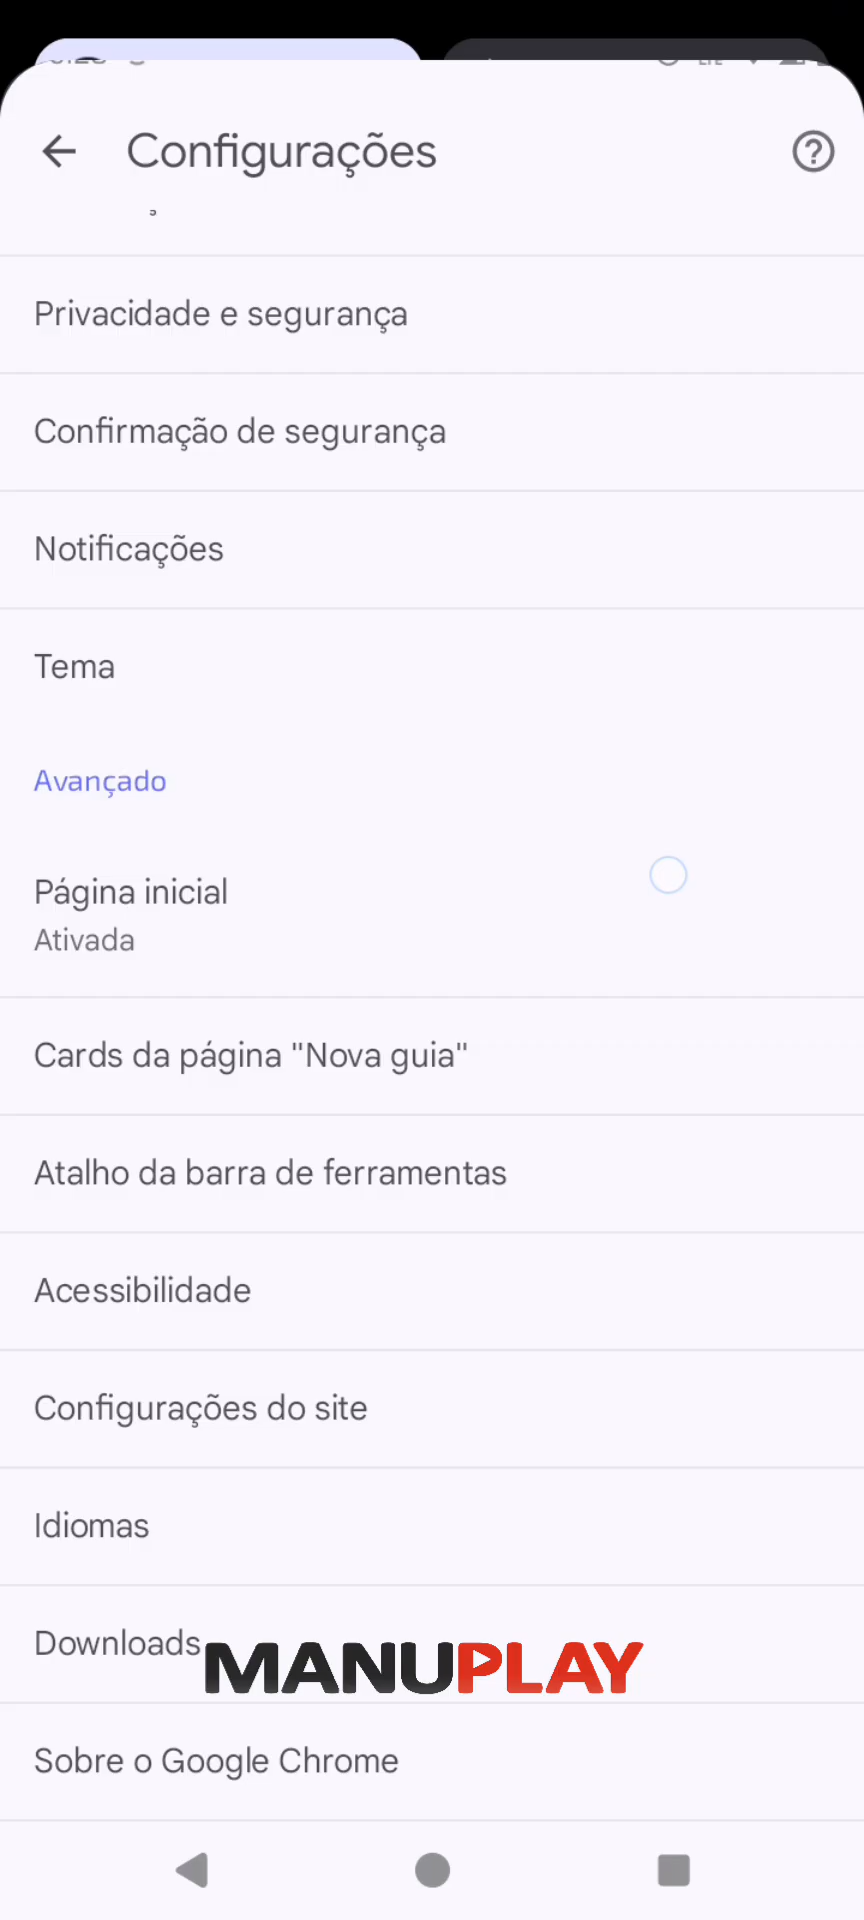 Configurações
Privacidade e segurança
Confirmação de segurança
Notificações
Tema
Avançado
Página inicial
Ativada
Cards da página "Nova guia"
Atalho da barra de ferramentas
Acessibilidade
Configurações do site
Idiomas
Downloads
MANUPLAY
Sobre o Google Chrome